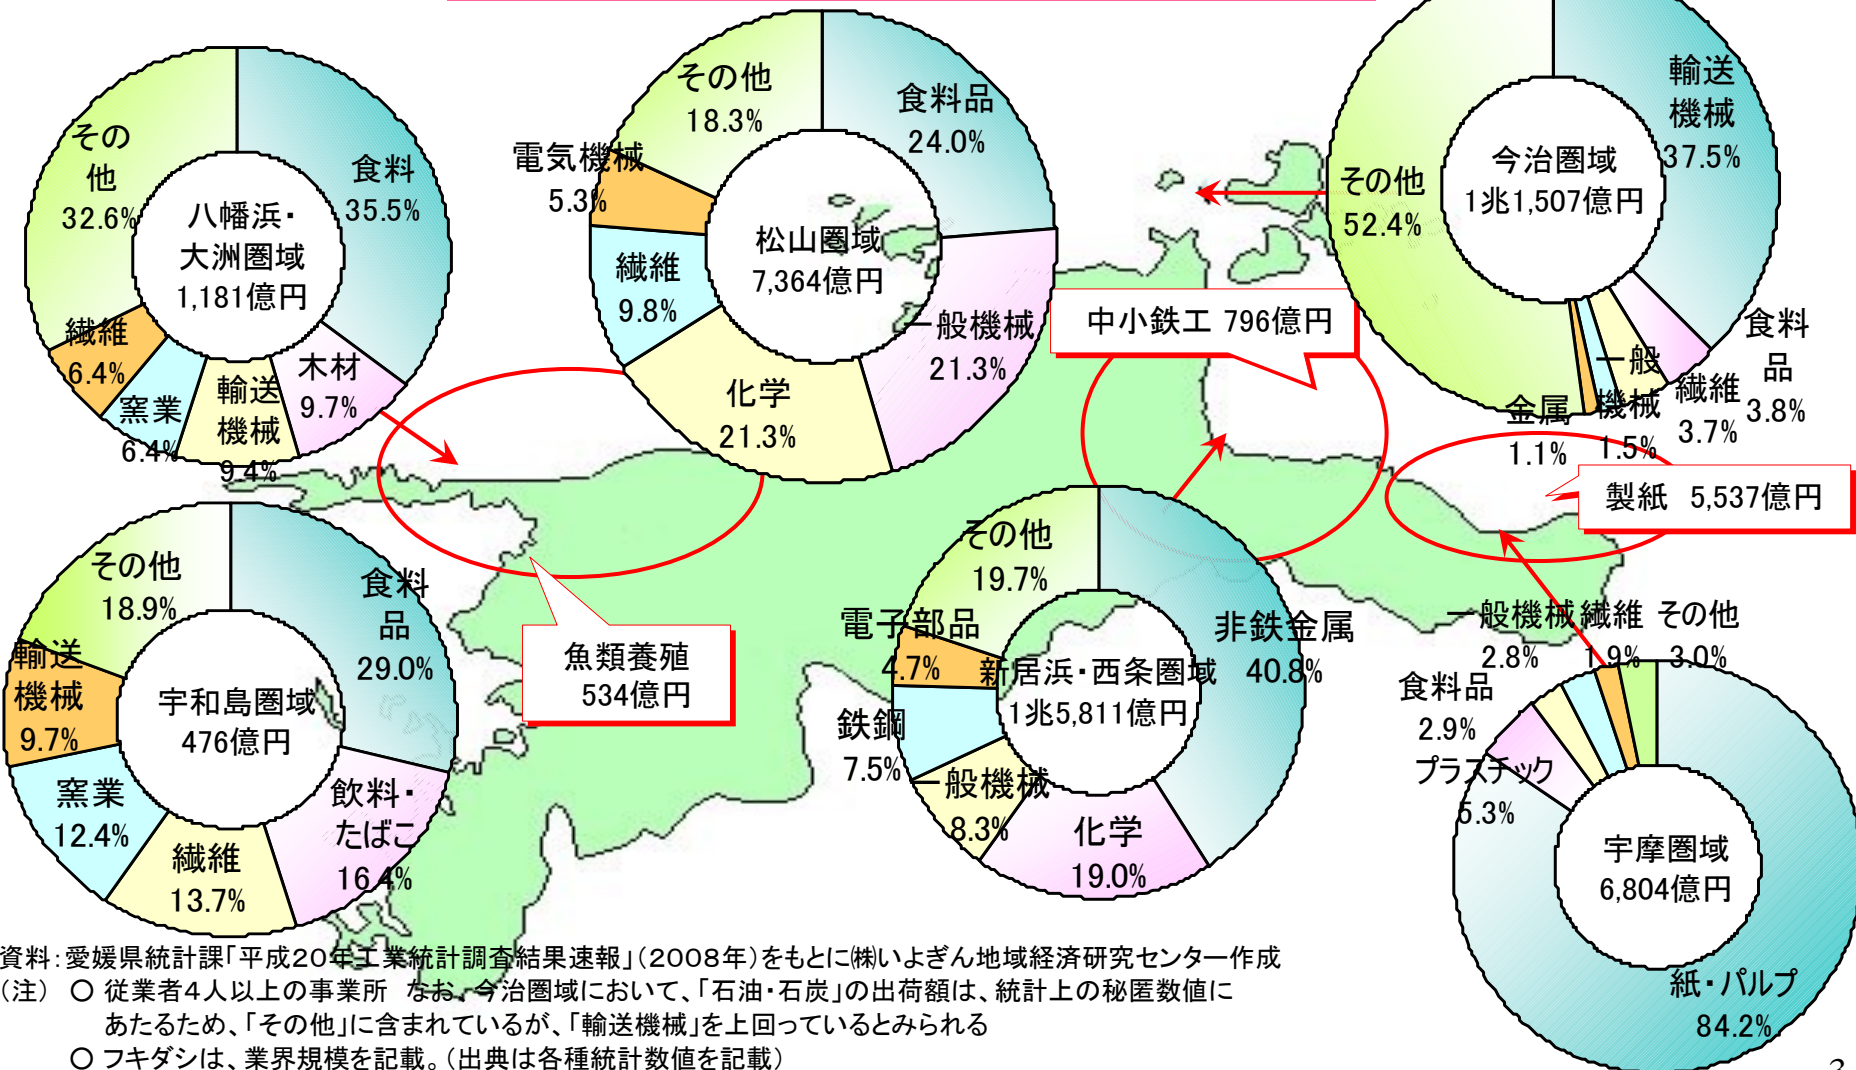 その
他
32.6%
食料
35.5%
八幡浜・
大洲圏域
1,181億円
繊維
6.4%
窯業
6.4%
輸送
機械
9.4%
木材
9.7%
その他
18.3%
食料品
24.0%
電気機械
5.3%
松山圏域
7,364億円
繊維
9.8%
一般機械
21.3%
化学
21.3%
輸送
機械
37.5%
今治圏域
1兆1,507億円
その他
52.4%
食料
品
3.8%
繊維
3.7%
一般
機械
1.5%
金属
1.1%
中小鉄工 796億円
製紙 5,537億円
その他
18.9%
食料
品
29.0%
輸送
機械
9.7%
宇和島圏域
476億円
窯業
12.4%
飲料・
たばこ
16.4%
繊維
13.7%
魚類養殖
534億円
その他
19.7%
電子部品
4.7%
非鉄金属
40.8%
新居浜・西条圏域
1兆5,811億円
鉄鋼
7.5%
一般機械
8.3%
化学
19.0%
一般機械
2.8%
繊維
1.9%
その他
3.0%
食料品
2.9%
プラスチック
5.3%
宇摩圏域
6,804億円
紙・パルプ
84.2%
資料：愛媛県統計課「平成20年工業統計調査結果速報」（2008年）をもとに㈱いよぎん地域経済研究センター作成
（注） ○ 従業者4人以上の事業所 なお、今治圏域において、「石油・石炭」の出荷額は、統計上の秘匿数値に
あたるため、「その他」に含まれているが、「輸送機械」を上回っているとみられる
○ フキダシは、業界規模を記載。（出典は各種統計数値を記載）
3